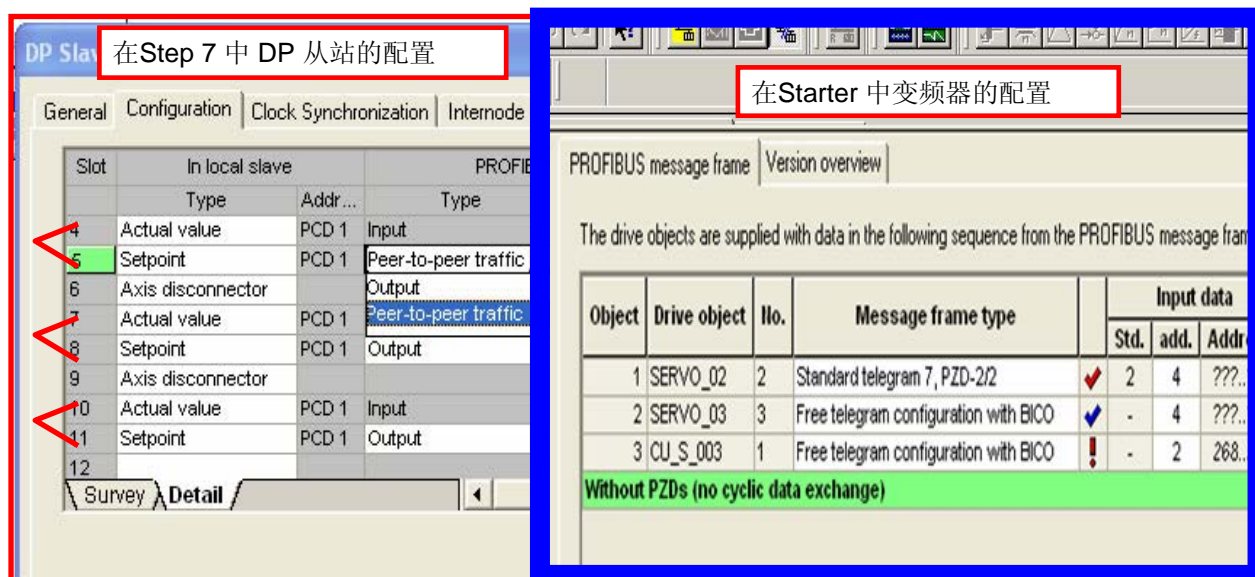 DP Slav
在Step 7 中 DP 从站的配置
General Configuration Clock Synchronization Internode
Slot In local slave PROFIB
Type Addr... Type
4 Actual value PCD 1 Input
5 Setpoint PCD 1 Peer-to-peer traffic
6 Axis disconnector Output
7 Actual value PCD 1 Peer-to-peer traffic
8 Setpoint PCD 1 Output
9 Axis disconnector
10 Actual value PCD 1 Input
11 Setpoint PCD 1 Output
12
Survey Detail
在Starter 中变频器的配置
PROFIBUS message frame Version overview
The drive objects are supplied with data in the following sequence from the PROFIBUS message fram
Object Drive object No. Message frame type Input data
Std. add. Addr
1 SERVO_02 2 Standard telegram 7, PZD-2/2 2 4 ???..
2 SERVO_03 3 Free telegram configuration with BICO - 4 ???..
3 CU_S_003 1 Free telegram configuration with BICO - 2 268..
Without PZDs (no cyclic data exchange)